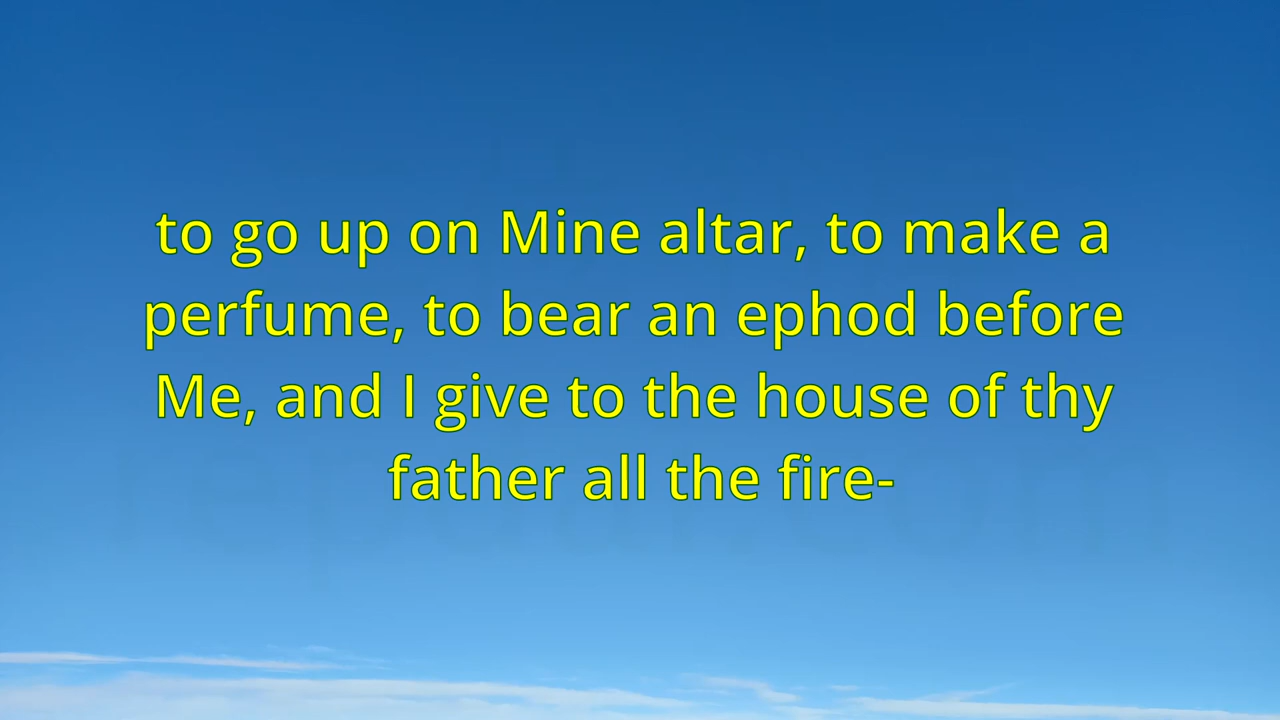 to go up on Mine altar, to make a
perfume, to bear an ephod before
Me, and I give to the house of thy
father all the fire-